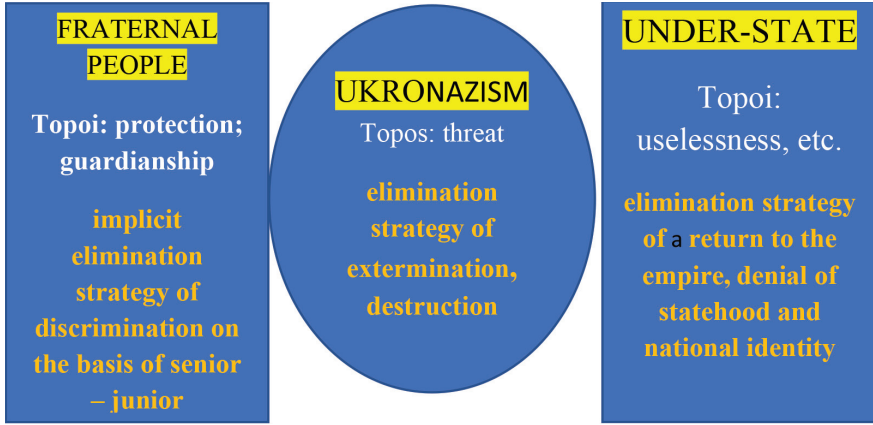 FRATERNAL
PEOPLE
Topoi: protection;
guardianship
implicit
elimination
strategy of
discrimination on
the basis of senior
– junior
UKRONAZISM
Topos: threat
elimination
strategy of
extermination,
destruction
UNDER-STATE
Topoi:
uselessness, etc.
elimination strategy
of a return to the
empire, denial of
statehood and
national identity